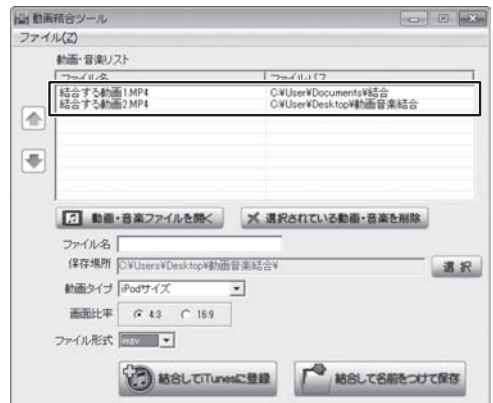 動画結合ツール
ファイル(Z)
動画・音楽リスト
ファイル名 ファイルパス
結合する動画1.MP4 C:¥User¥Documents¥結合
結合する動画2.MP4 C:¥User¥Desktop¥動画音楽結合
動画・音楽ファイルを開く 選択されている動画・音楽を削除
ファイル名
保存場所 C:¥Users¥Desktop¥動画音楽結合¥ 選択
動画タイプ iPodサイズ
画面比率 4:3 16:9
ファイル形式 wav
結合してiTunesに登録 結合して名前をつけて保存